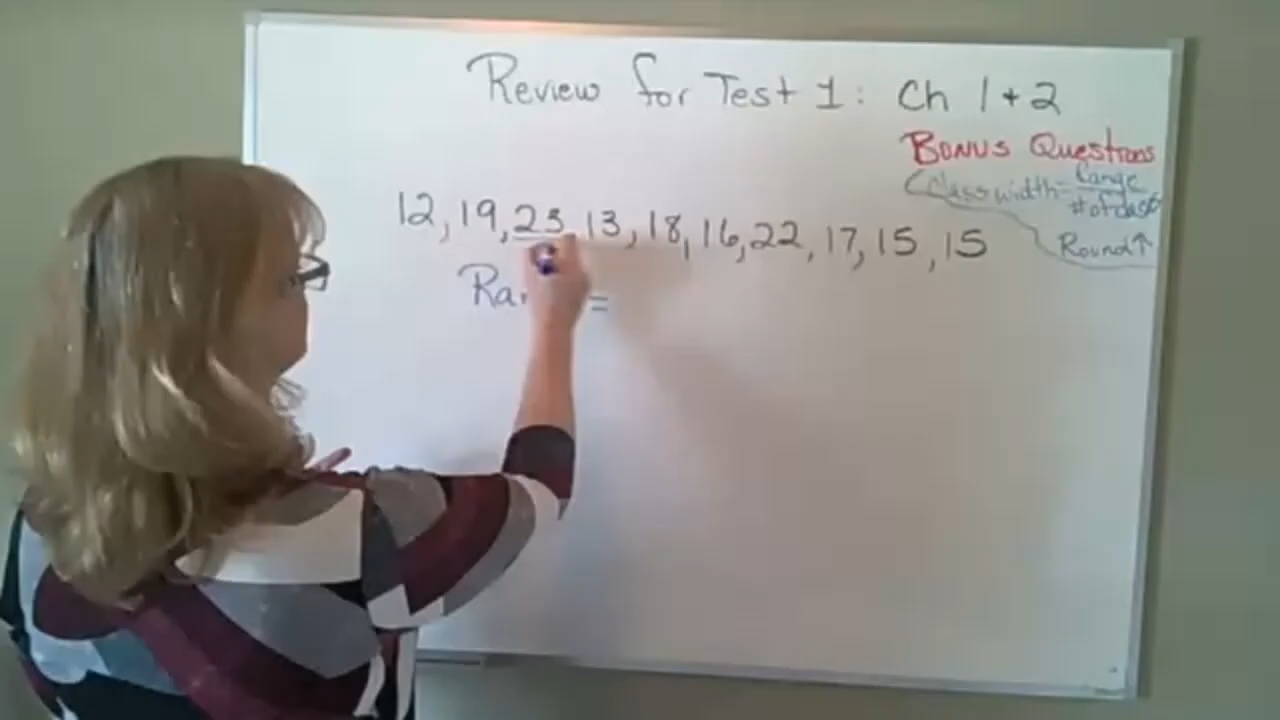 Review for Test 1: Ch 1 + 2
Bonus Questions
Class width = Range
# of class
Round ↑
12, 19, 23, 13, 18, 16, 22, 17, 15, 15
=